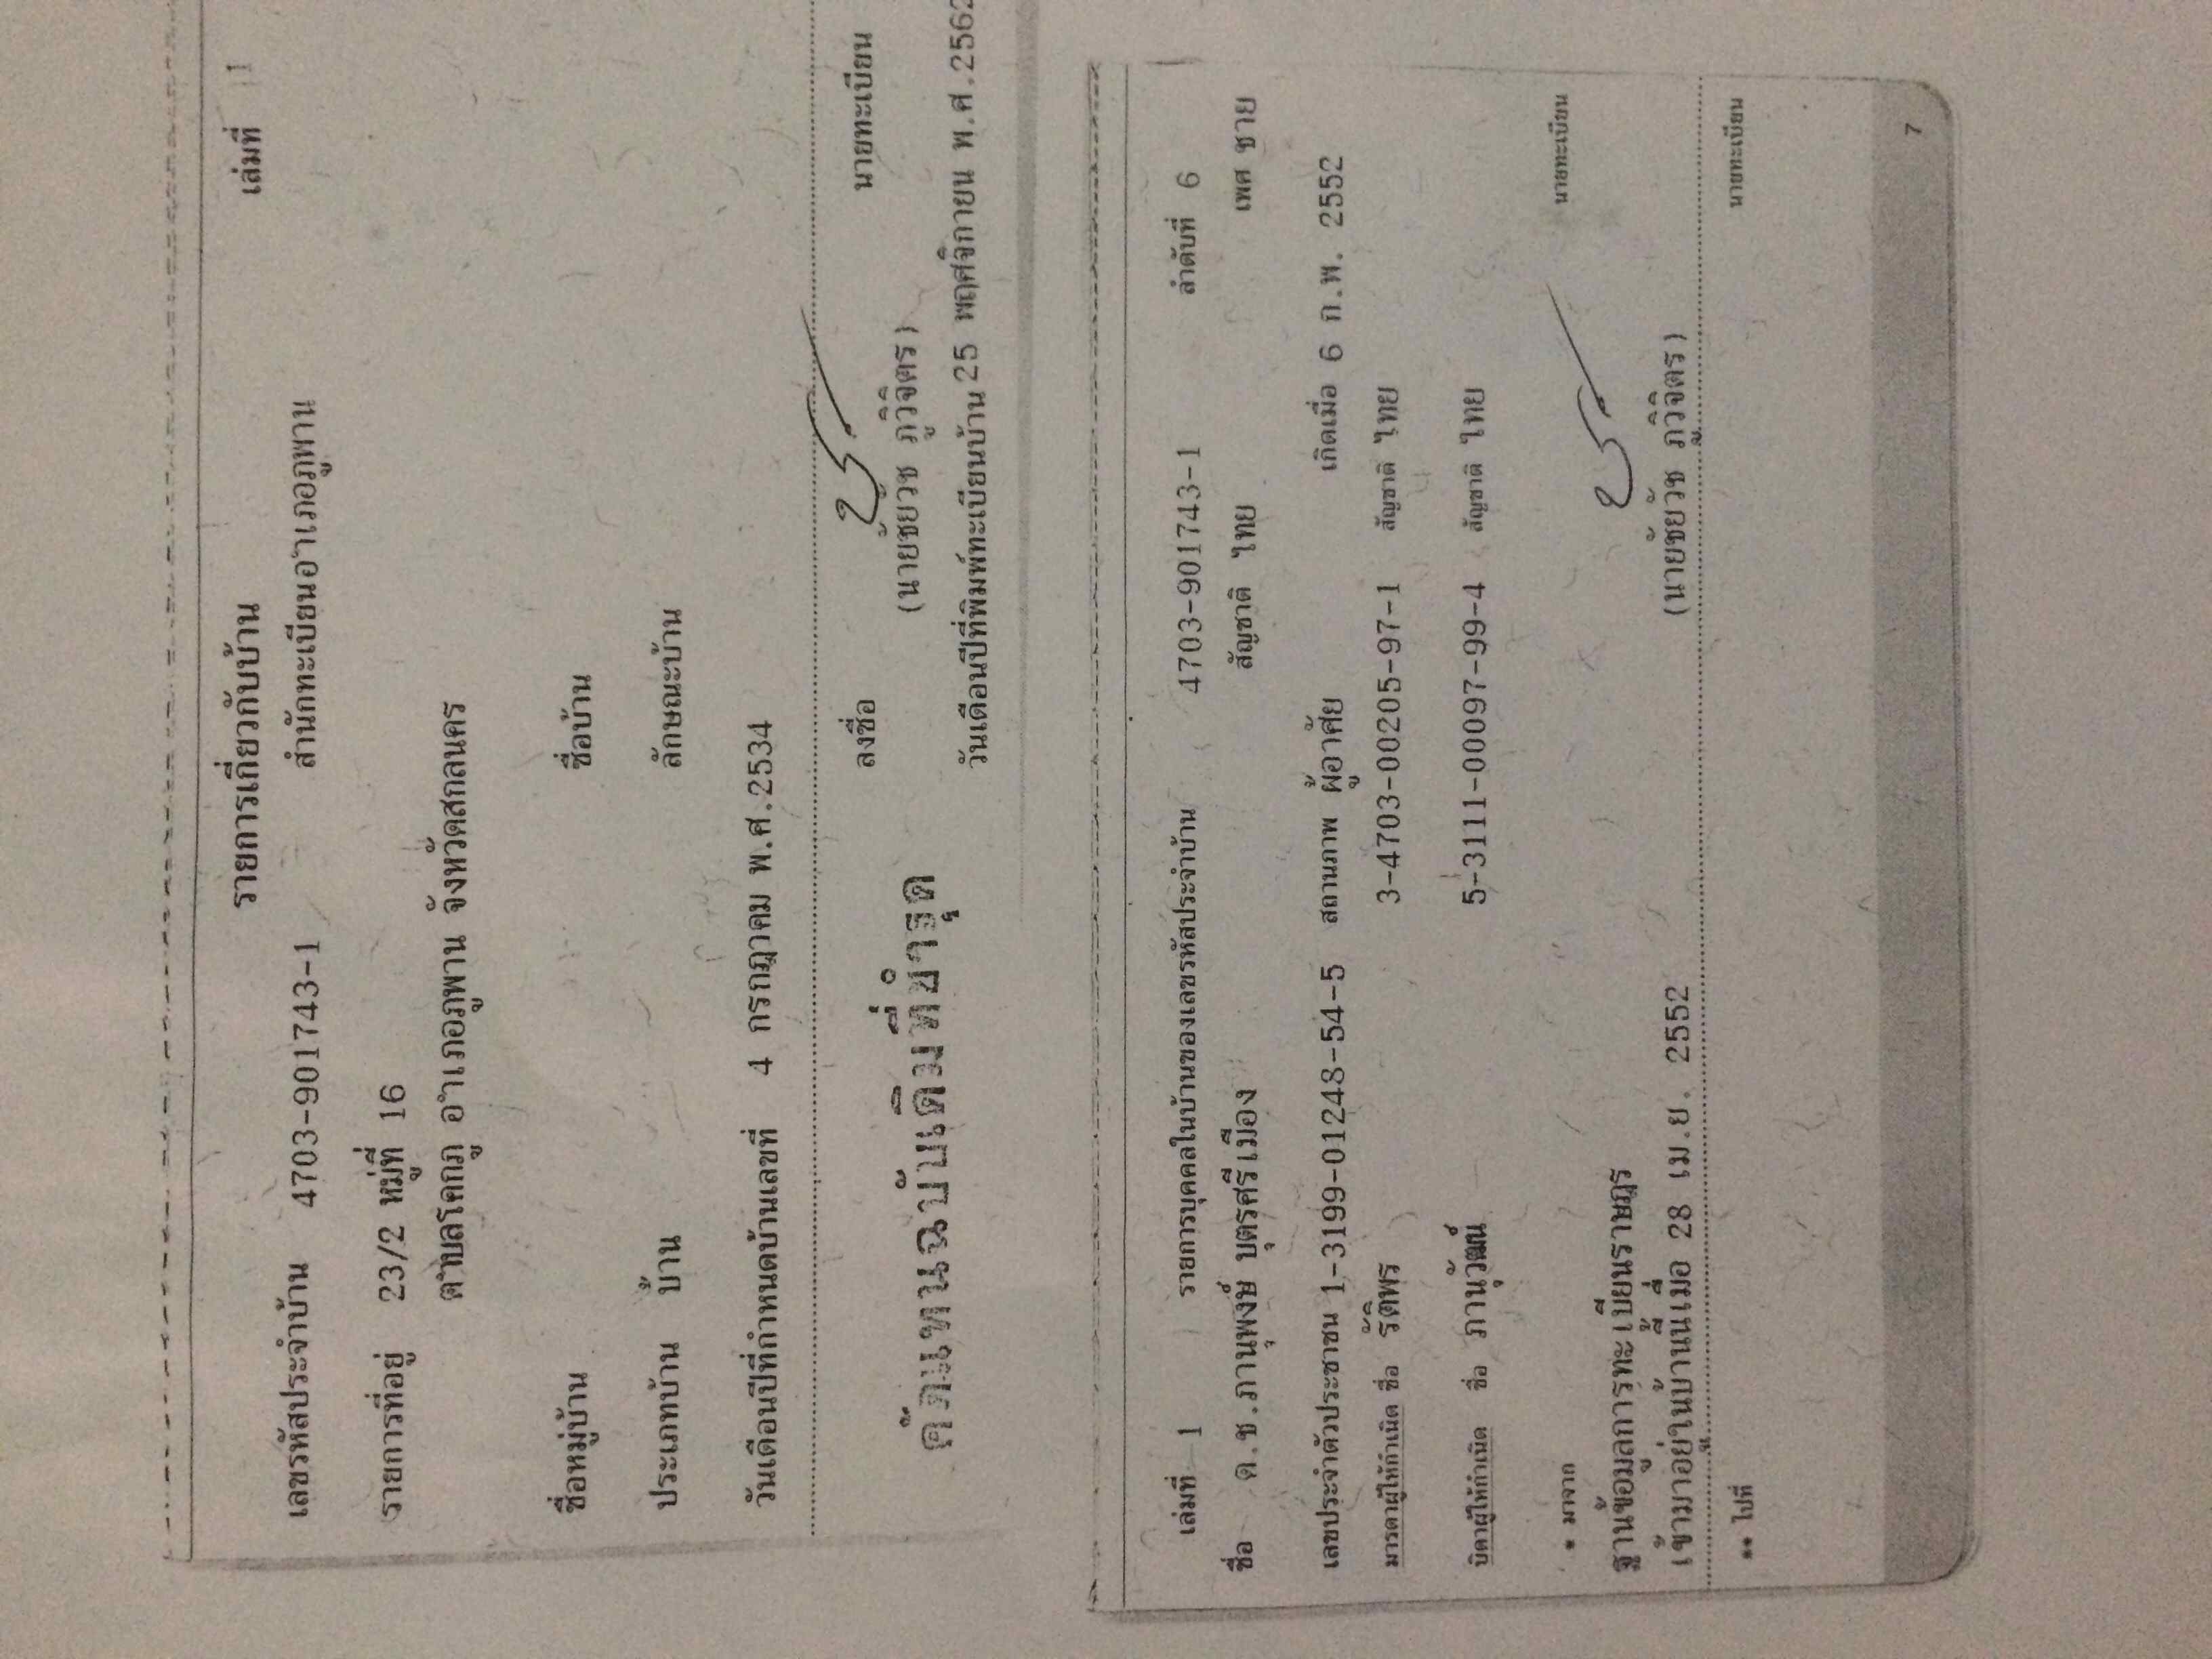 รายการเกี่ยวกับบ้าน เล่มที่ 1
เลขรหัสประจำบ้าน 4703-901743-1 สำนักทะเบียนอำเภอภูพาน
รายการที่อยู่ 23/2 หมู่ที่ 16
ตำบลโคกภู อำเภอภูพาน จังหวัดสกลนคร
ชื่อหมู่บ้าน ชื่อบ้าน
ประเภทบ้าน บ้าน ลักษณะบ้าน
วันเดือนปีที่กำหนดบ้านเลขที่ 4 กรกฎาคม พ.ศ.2534
ลงชื่อ นายทะเบียน
(นายชัยวัช ภูวิจิตร)
คัดแทนฉบับเดิมที่ชำรุด
วันเดือนปีที่พิมพ์ทะเบียนบ้าน 25 พฤศจิกายน พ.ศ.2562
เล่มที่ 1 รายการบุคคลในบ้านของเลขรหัสประจำบ้าน 4703-901743-1 ลำดับที่ 6
ชื่อ ด.ช.ภานุพงษ์ บุตรศรีเมือง สัญชาติ ไทย เพศ ชาย
เลขประจำตัวประชาชน 1-3199-01248-54-5 สถานภาพ ผู้อาศัย เกิดเมื่อ 6 ก.พ. 2552
มารดาผู้ให้กำเนิด ชื่อ รัติพร 3-4703-00205-97-1 สัญชาติ ไทย
บิดาผู้ให้กำเนิด ชื่อ ภานุวัฒน์ 5-3111-00097-99-4 สัญชาติ ไทย
* มาจาก
นายทะเบียน
ฐานข้อมูลการทะเบียนราษฎร
เข้ามาอยู่ในบ้านนี้เมื่อ 28 เม.ย. 2552 (นายชัยวัช ภูวิจิตร)
** ไปที่ นายทะเบียน
7